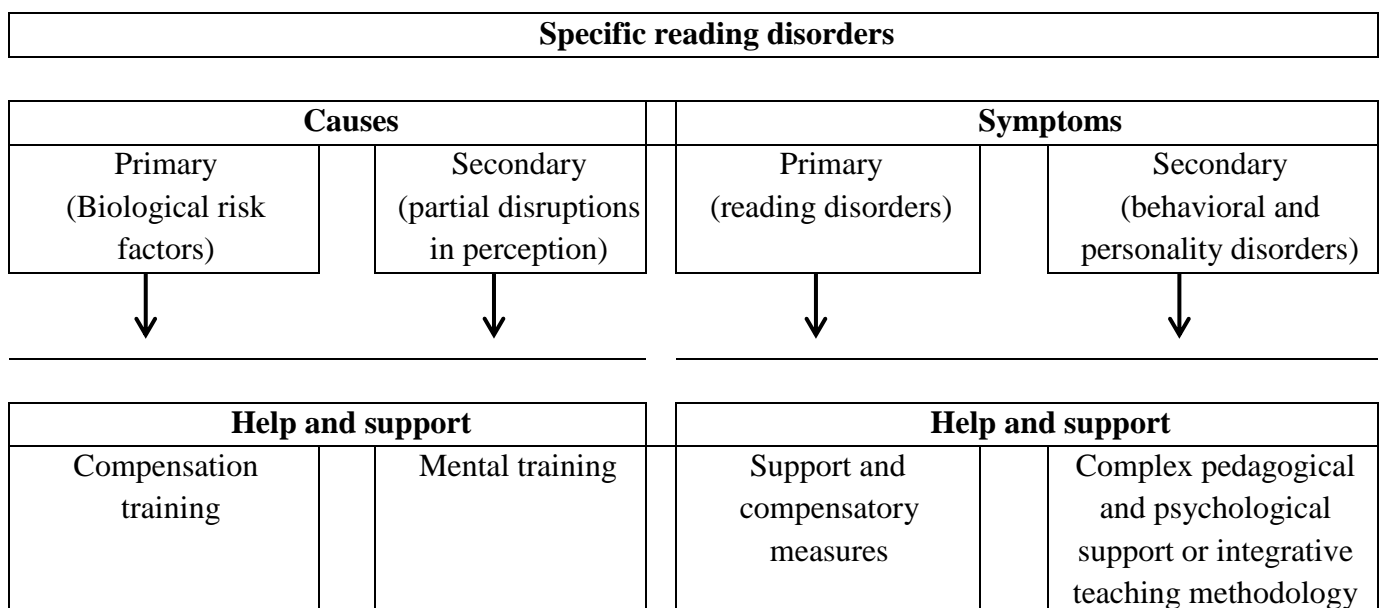 Specific reading disorders
Causes
Symptoms
Primary
(Biological risk
factors)
Secondary
(partial disruptions
in perception)
Primary
(reading disorders)
Secondary
(behavioral and
personality disorders)
Help and support
Help and support
Compensation
training
Mental training
Support and
compensatory
measures
Complex pedagogical
and psychological
support or integrative
teaching methodology